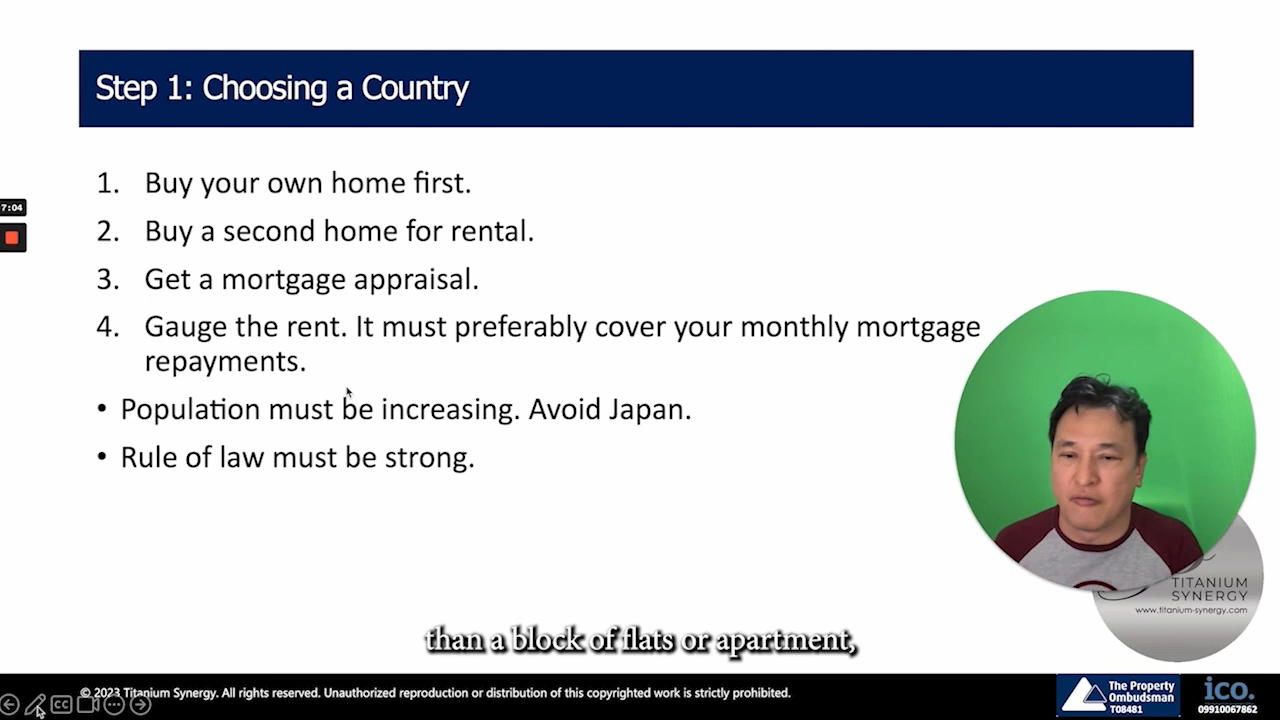 Step 1: Choosing a Country
1. Buy your own home first.
7:04
2. Buy a second home for rental.
3. Get a mortgage appraisal.
4. Gauge the rent. It must preferably cover your monthly mortgage
repayments.
• Population must be increasing. Avoid Japan.
• Rule of law must be strong.
TITANIUM
SYNERGY
www.titanium-synergy.com
than a block of flats or apartment,
CC
© 2023 Titanium Synergy. All rights reserved. Unauthorized reproduction or distribution of this copyrighted work is strictly prohibited.
The Property
Ombudsman
T08481
ico.
09910067862